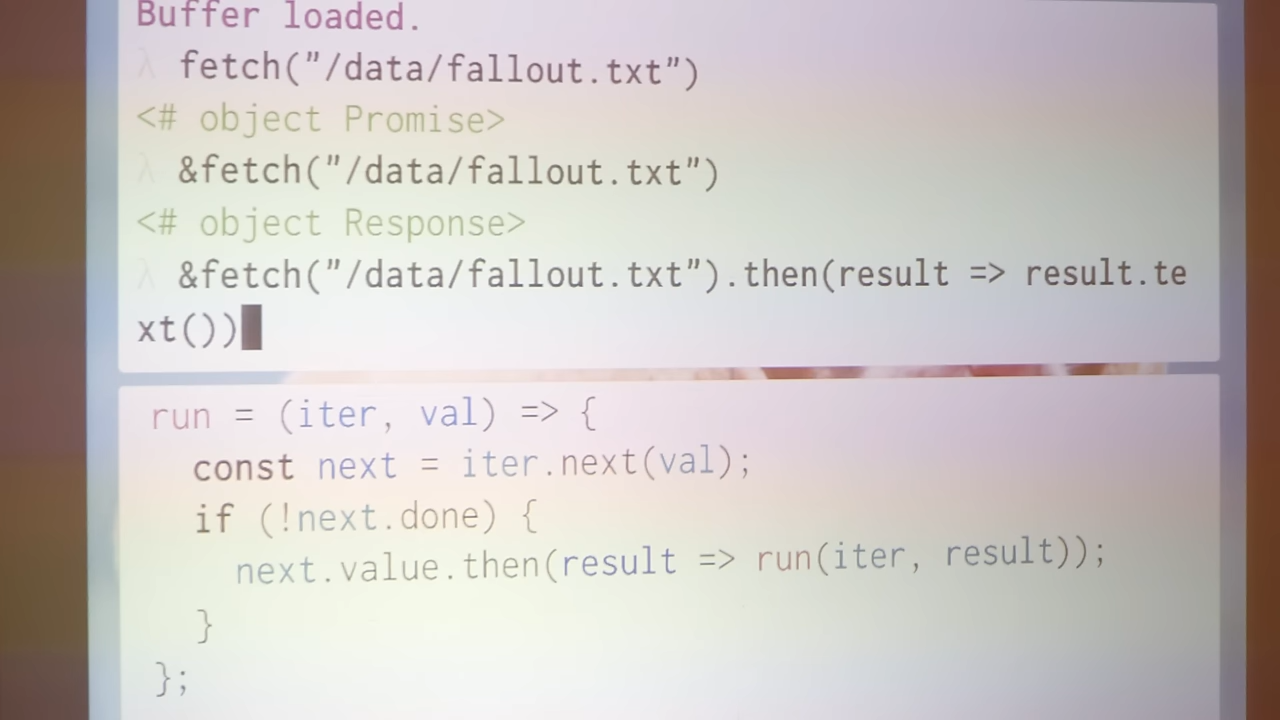 Buffer loaded.
λ fetch("/data/fallout.txt")
<# object Promise>
λ &fetch("/data/fallout.txt")
<# object Response>
λ &fetch("/data/fallout.txt").then(result => result.te
xt())
run = (iter, val) => {
  const next = iter.next(val);
  if (!next.done) {
    next.value.then(result => run(iter, result));
  }
};